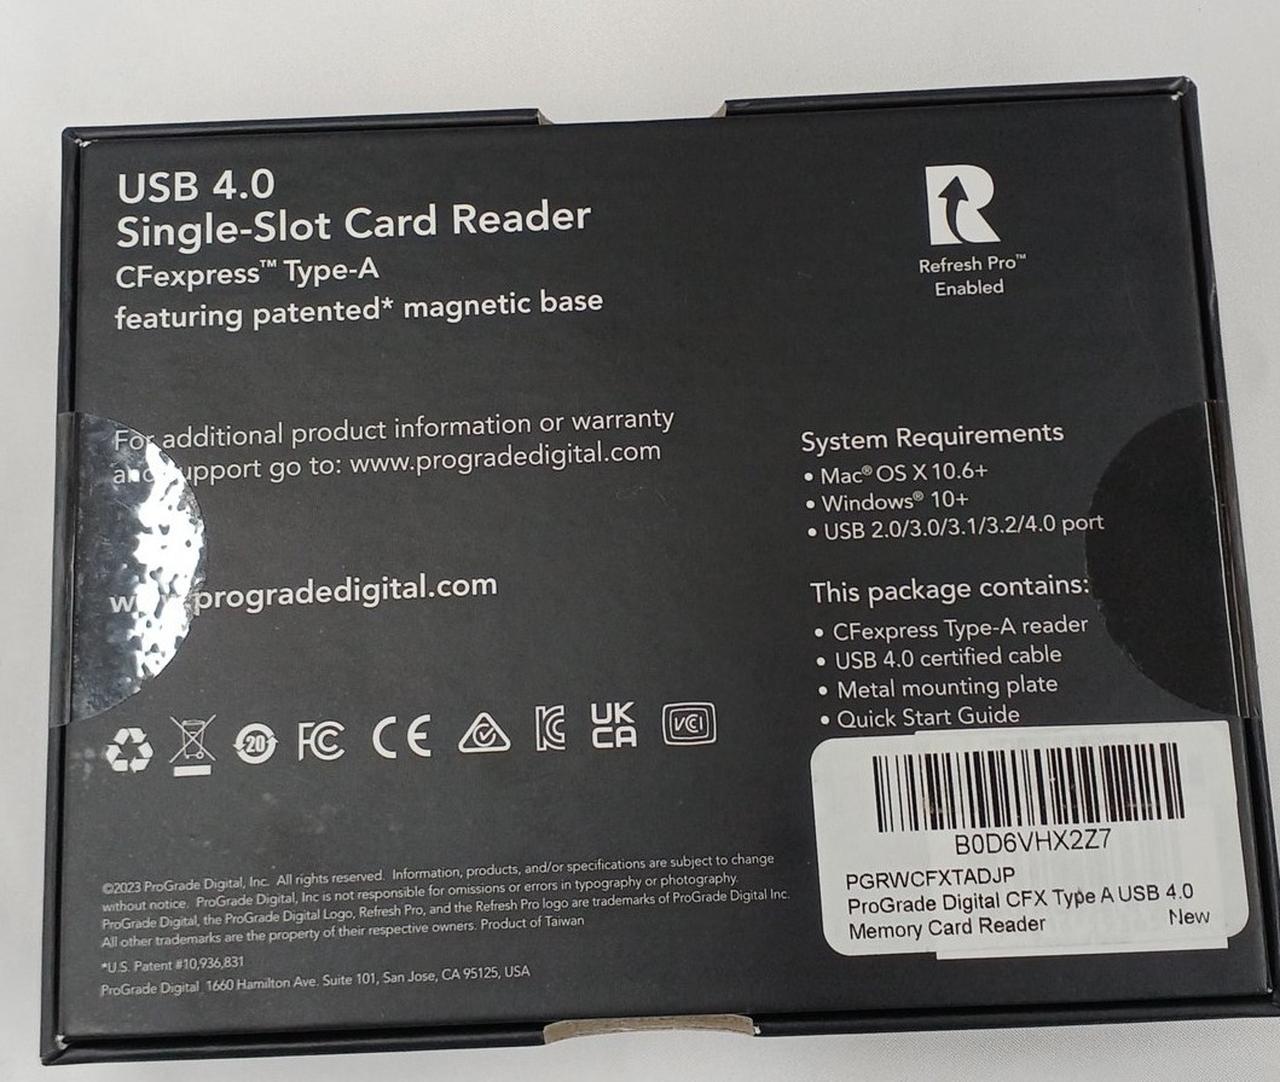 USB 4.0
Single-Slot Card Reader
CFexpress™ Type-A
featuring patented* magnetic base
R
Refresh Pro™
Enabled
For additional product information or warranty
and support go to: www.progradedigital.com
www.progradedigital.com
System Requirements
• Mac® OS X 10.6+
• Windows® 10+
• USB 2.0/3.0/3.1/3.2/4.0 port
This package contains:
• CFexpress Type-A reader
• USB 4.0 certified cable
• Metal mounting plate
• Quick Start Guide
20 FC CE KC UK CA VCI
©2023 ProGrade Digital, Inc. All rights reserved. Information, products, and/or specifications are subject to change
without notice. ProGrade Digital, Inc is not responsible for omissions or errors in typography or photography.
ProGrade Digital, the ProGrade Digital Logo, Refresh Pro, and the Refresh Pro logo are trademarks of ProGrade Digital Inc.
All other trademarks are the property of their respective owners. Product of Taiwan
*U.S. Patent #10,936,831
ProGrade Digital 1660 Hamilton Ave. Suite 101, San Jose, CA 95125, USA
B0D6VHX2Z7
PGRWCFXTADJP
ProGrade Digital CFX Type A USB 4.0
Memory Card Reader New